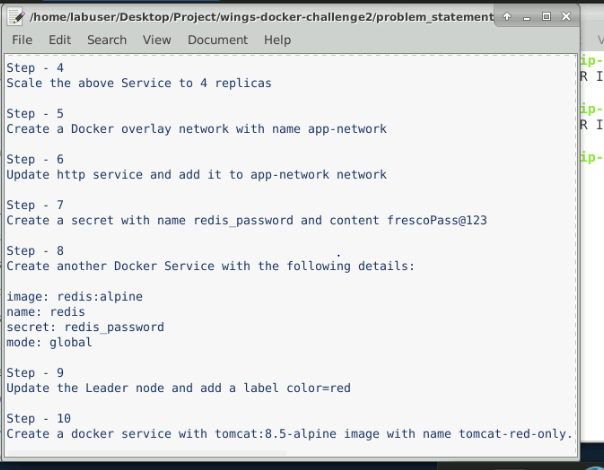 /home/labuser/Desktop/Project/wings-docker-challenge2/problem_statement
File Edit Search View Document Help
Step - 4
Scale the above Service to 4 replicas
Step - 5
Create a Docker overlay network with name app-network
Step - 6
Update http service and add it to app-network network
Step - 7
Create a secret with name redis_password and content frescoPass@123
Step - 8
Create another Docker Service with the following details:
image: redis:alpine
name: redis
secret: redis_password
mode: global
Step - 9
Update the Leader node and add a label color=red
Step - 10
Create a docker service with tomcat:8.5-alpine image with name tomcat-red-only.
ip-
R I
ip-
R I
ip-